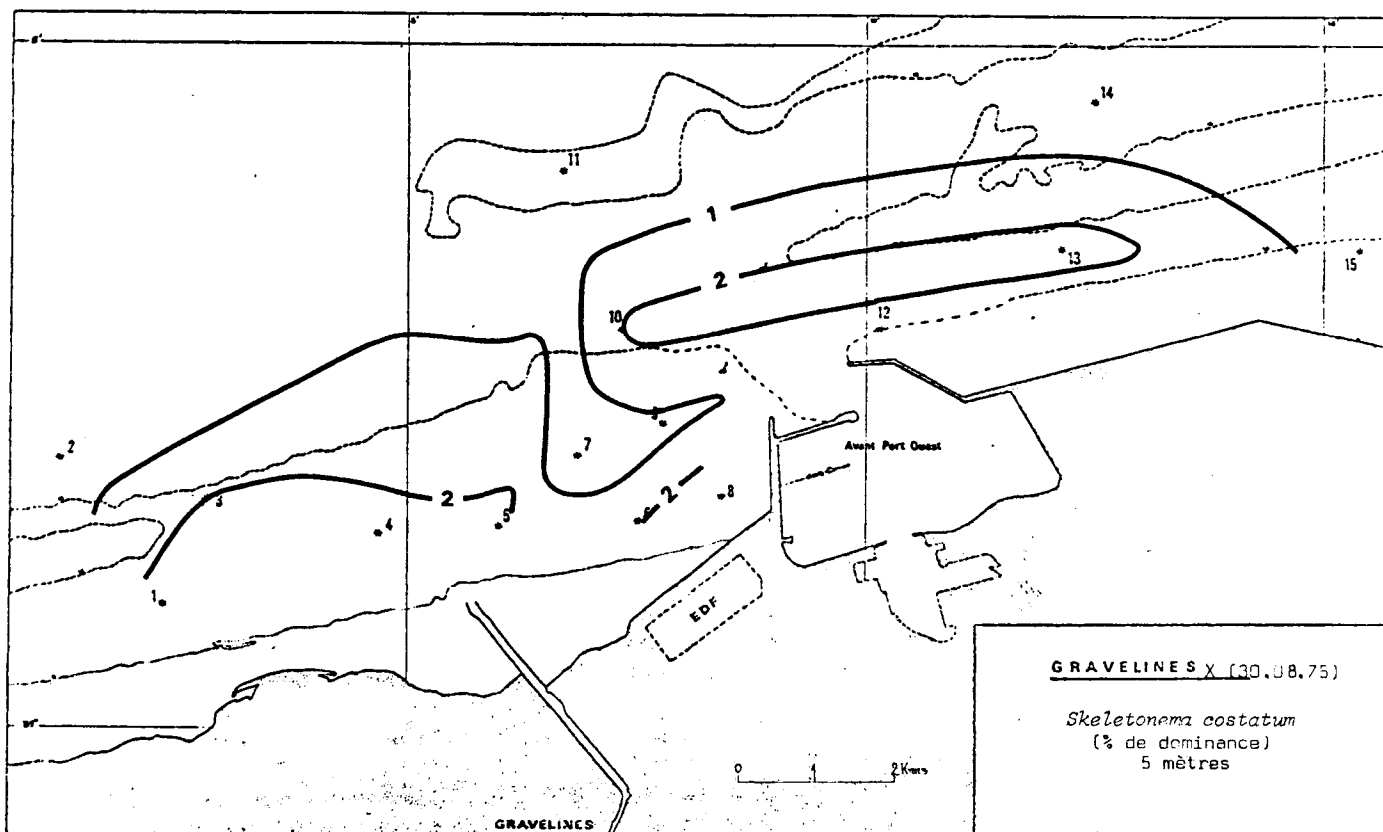 14
11
1
2
13
15
10
12
2
7
Avant Port Ouest
3
2
5
4
8
2
6
1
EDF
GRAVELINES X (30.08.75)
Skeletonema costatum
(% de dominance)
5 mètres
0 1 2 Kms
GRAVELINES